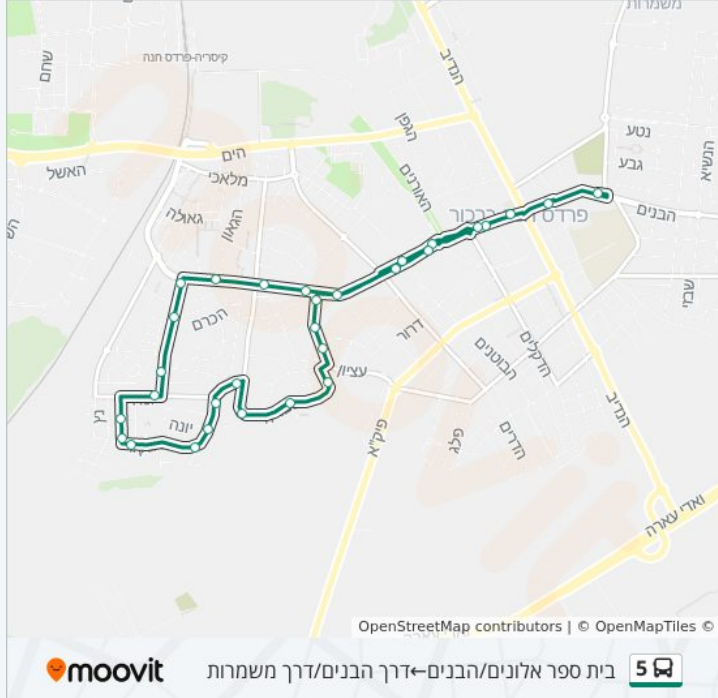 משמרות
קיסריה-פרדס חנה
שחם
הנדיב
הגפן
נטע
הים
גבע
הנשיא
האשל
מלאכי
האורנים
הבנים
גאולה
הגאון
שבזי
הכרם
דרור
הדקלים
הבוטנים
עציון
הנדיב
נץ
יונה
פיק"א
פלג
הדרים
ואדי עארה
OpenStreetMap contributors | © OpenMapTiles ©
moovit
בית ספר אלונים/הבנים←דרך הבנים/דרך משמרות
5